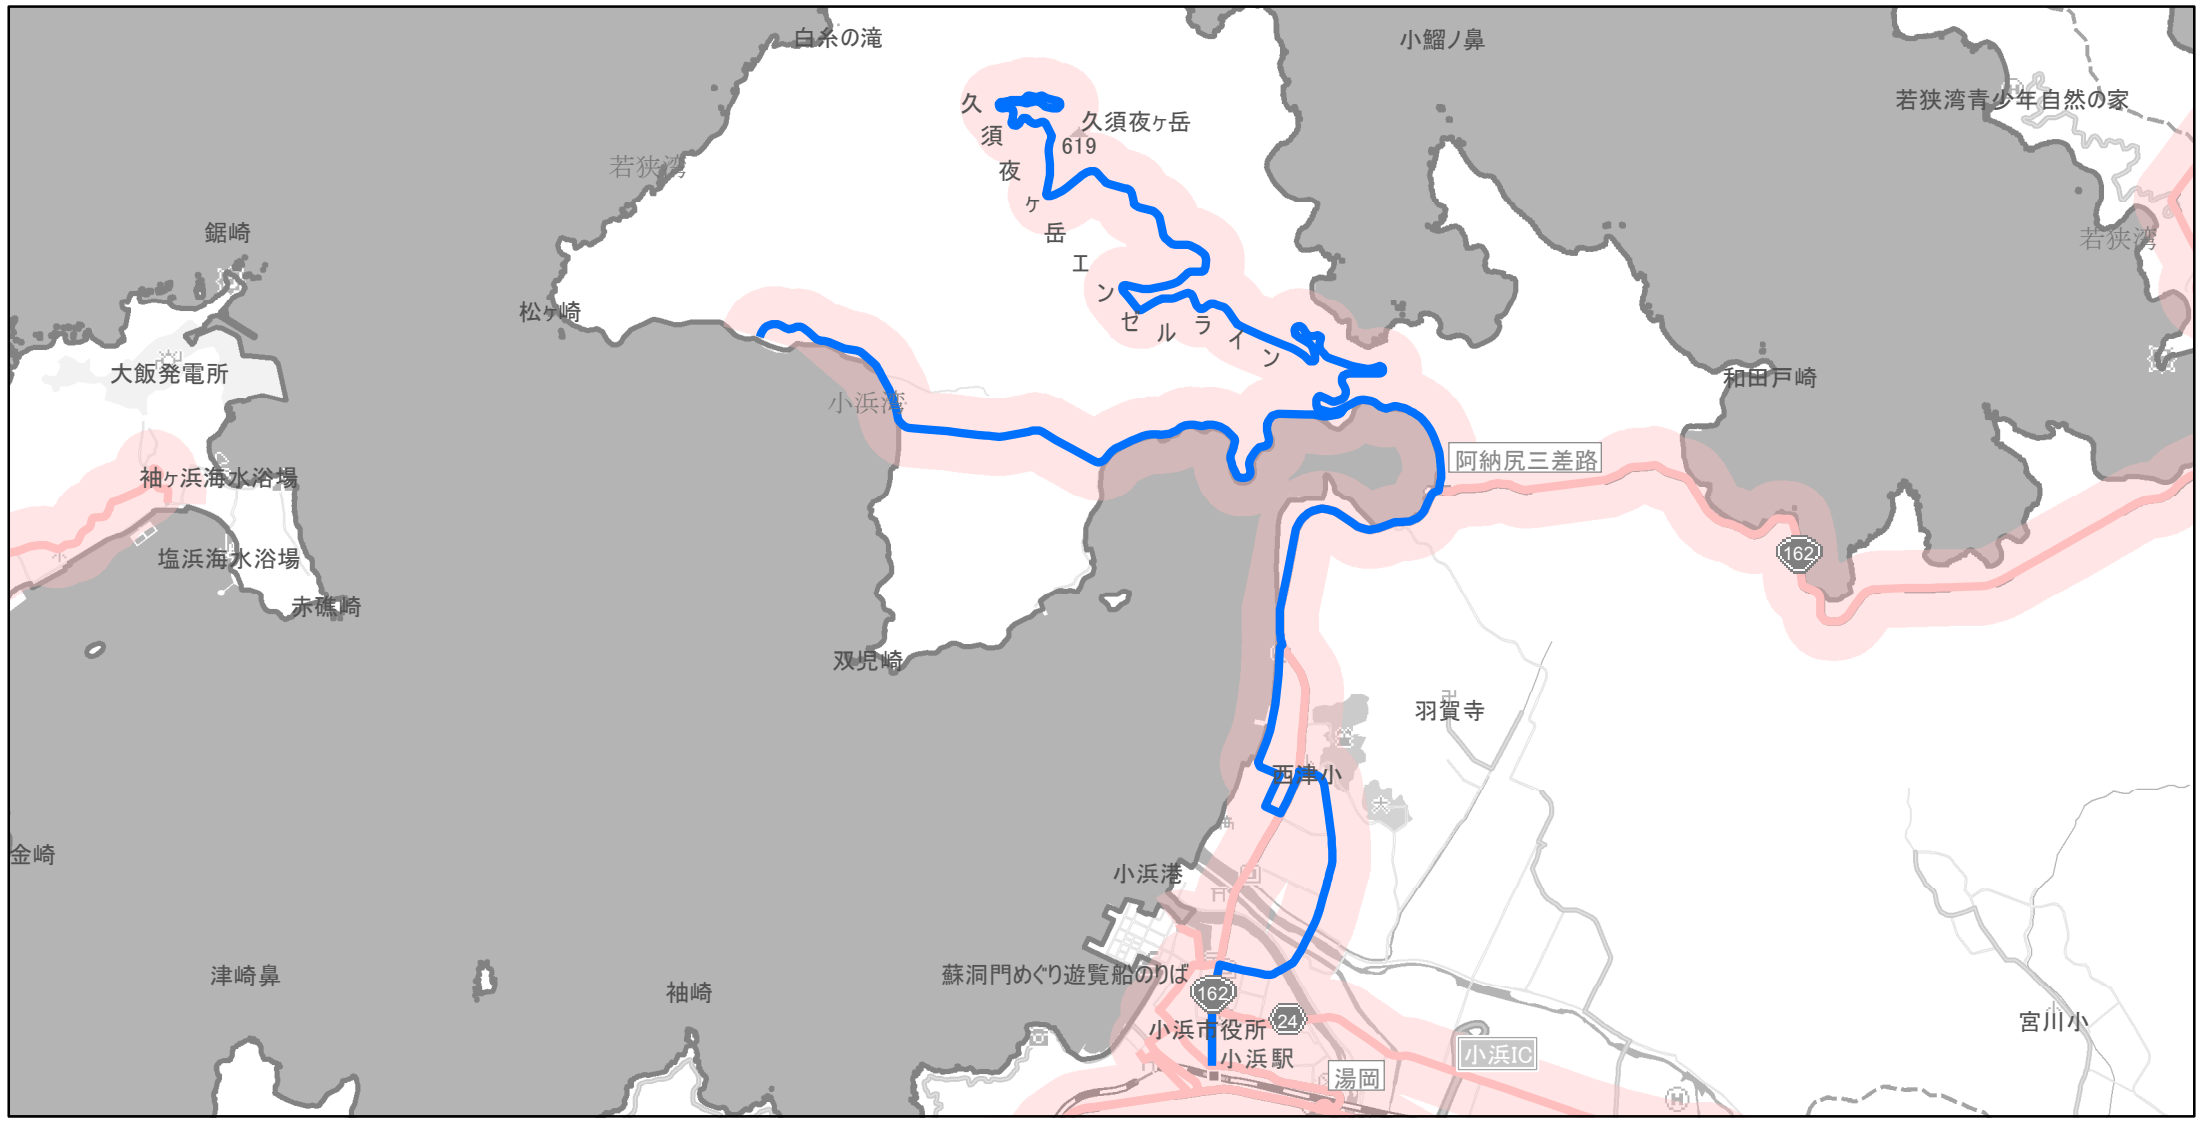 白糸の滝
小鰡ノ鼻
若狭湾青少年自然の家
久須夜ヶ岳
619
久須夜ヶ岳エンゼルライン
若狭湾
若狭湾
鋸崎
松ヶ崎
大飯発電所
小浜湾
和田戸崎
阿納尻三差路
袖ヶ浜海水浴場
塩浜海水浴場
162
赤礁崎
双児崎
羽賀寺
西津小
金崎
小浜港
津崎鼻
袖崎
蘇洞門めぐり遊覧船のりば
162
24
小浜市役所
小浜駅
小浜IC
湯岡
宮川小